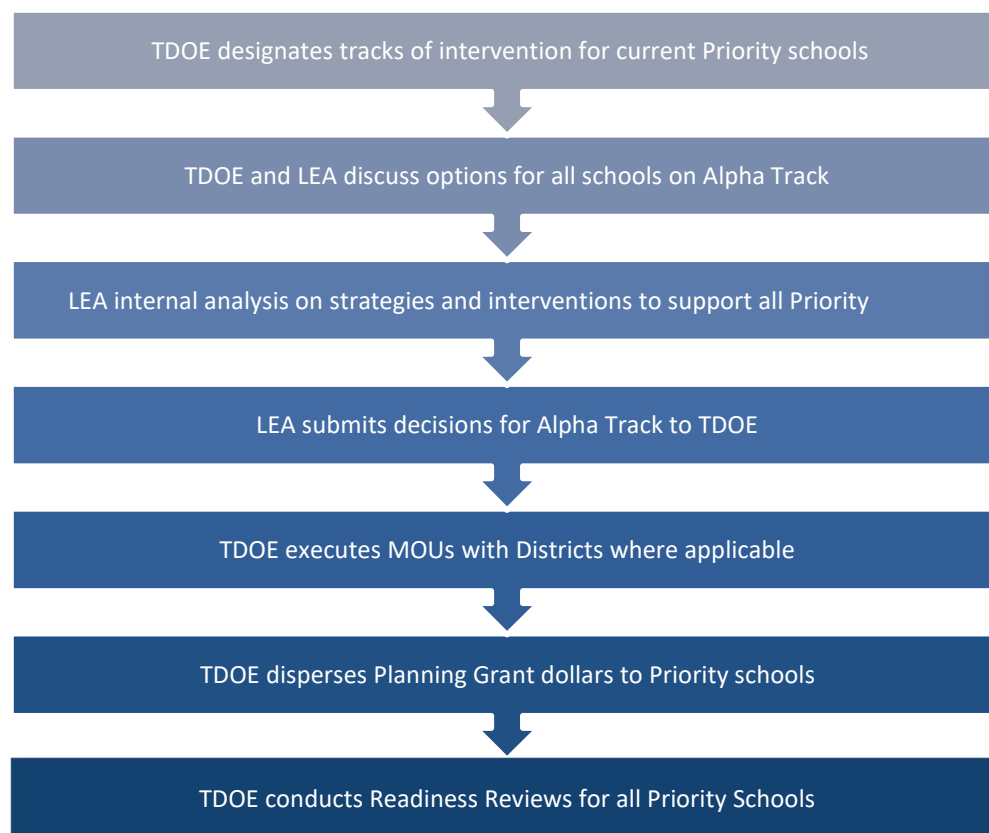 TDOE designates tracks of intervention for current Priority schools
TDOE and LEA discuss options for all schools on Alpha Track
LEA internal analysis on strategies and interventions to support all Priority
LEA submits decisions for Alpha Track to TDOE
TDOE executes MOUs with Districts where applicable
TDOE disperses Planning Grant dollars to Priority schools
TDOE conducts Readiness Reviews for all Priority Schools